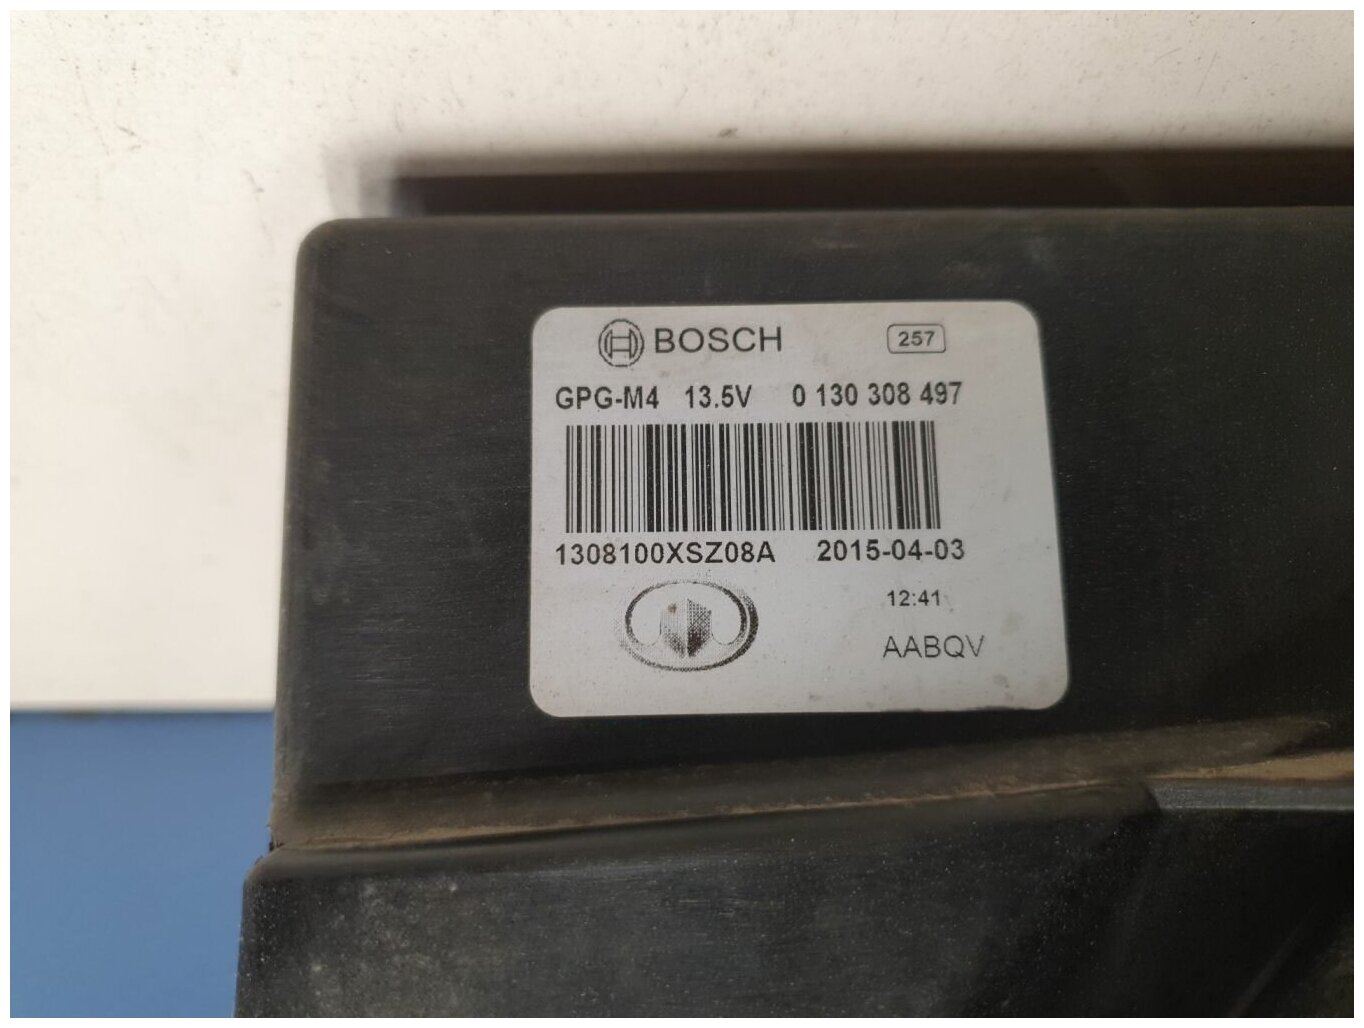 BOSCH 257
GPG-M4 13.5V 0 130 308 497
1308100XSZ08A 2015-04-03
12:41
AABQV